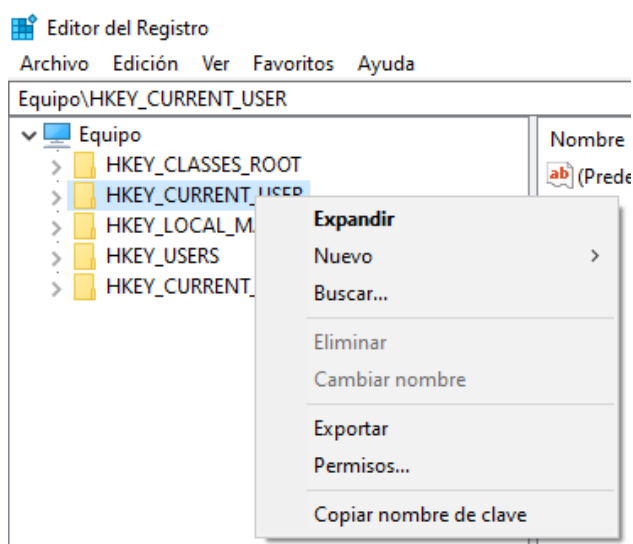 Editor del Registro
Archivo Edición Ver Favoritos Ayuda
Equipo\HKEY_CURRENT_USER
Equipo
Nombre
HKEY_CLASSES_ROOT
ab
HKEY_CURRENT_USER
HKEY_USERS
Expandir
Nuevo
Buscar...
Eliminar
Cambiar nombre
Exportar
Permisos...
Copiar nombre de clave